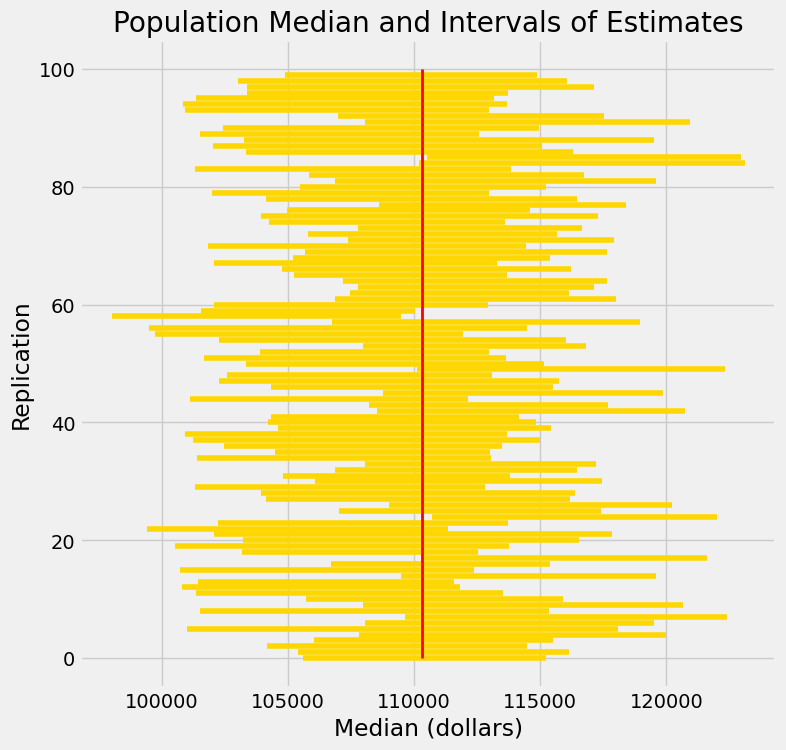 Population Median and Intervals of Estimates
100
80
60
40
20
0
Replication
100000 105000 110000 115000 120000
Median (dollars)